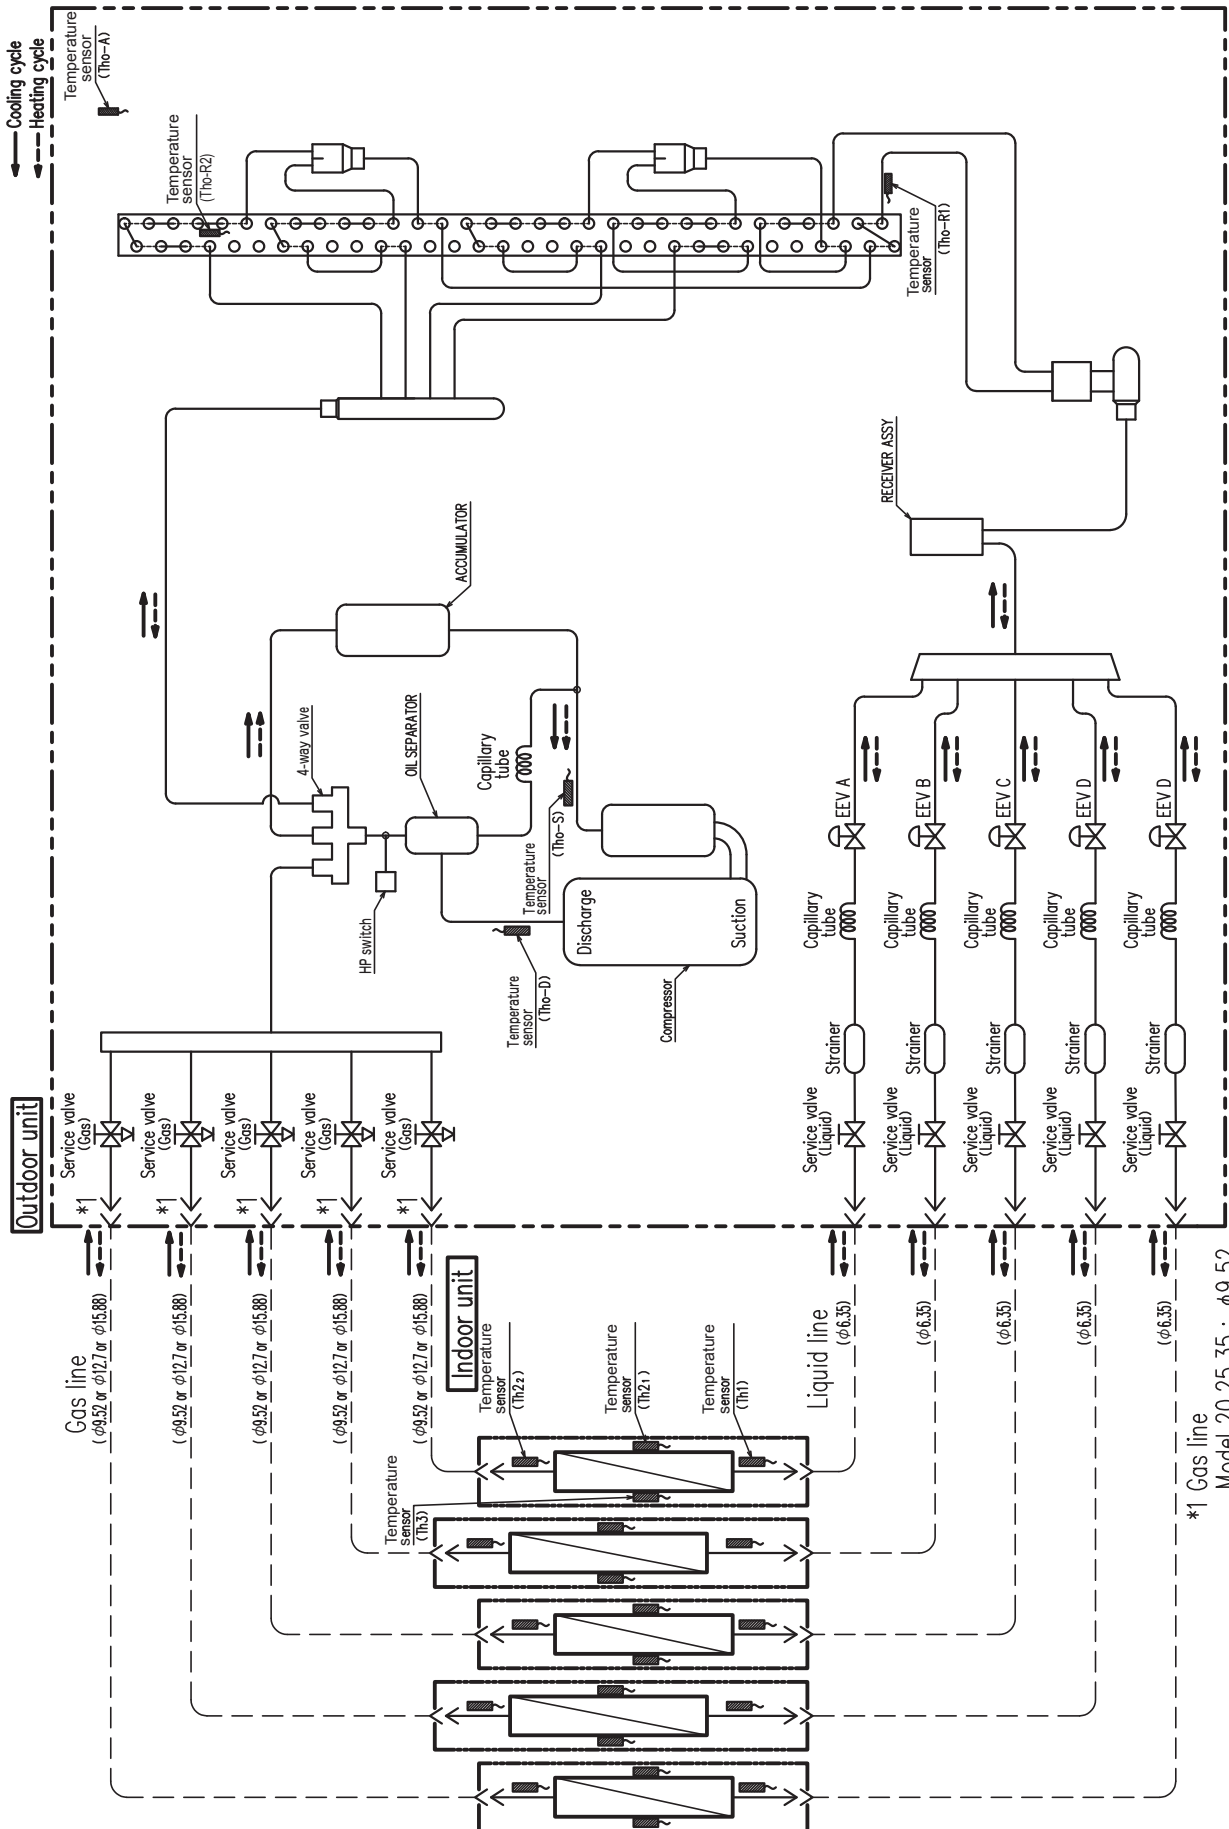 Cooling cycle
Heating cycle
Temperature
sensor
(Tho-A)
Temperature
sensor
(Tho-R2)
Temperature
sensor
(Tho-R1)
RECEIVER ASSY
ACCUMULATOR
4-way valve
OIL SEPARATOR
Capillary
tube
HP switch
Temperature
sensor
(Tho-S)
Temperature
sensor
(Tho-D)
Discharge
Suction
Compressor
EEV A
EEV B
EEV C
EEV D
EEV D
Capillary
tube
Capillary
tube
Capillary
tube
Capillary
tube
Capillary
tube
Strainer
Strainer
Strainer
Strainer
Strainer
Outdoor unit
Service valve
(Gas)
Service valve
(Gas)
Service valve
(Gas)
Service valve
(Gas)
Service valve
(Gas)
Service valve
(Liquid)
Service valve
(Liquid)
Service valve
(Liquid)
Service valve
(Liquid)
Service valve
(Liquid)
*1
*1
*1
*1
*1
Gas line
(φ9.52 or φ12.7 or φ15.88)
(φ9.52 or φ12.7 or φ15.88)
(φ9.52 or φ12.7 or φ15.88)
(φ9.52 or φ12.7 or φ15.88)
(φ9.52 or φ12.7 or φ15.88)
Indoor unit
Liquid line
(φ6.35)
(φ6.35)
(φ6.35)
(φ6.35)
(φ6.35)
Temperature
sensor
(Th2₂)
Temperature
sensor
(Th2₁)
Temperature
sensor
(Th1)
Temperature
sensor
(Th3)
*1 Gas line
Model 20,25,35 : φ9.52